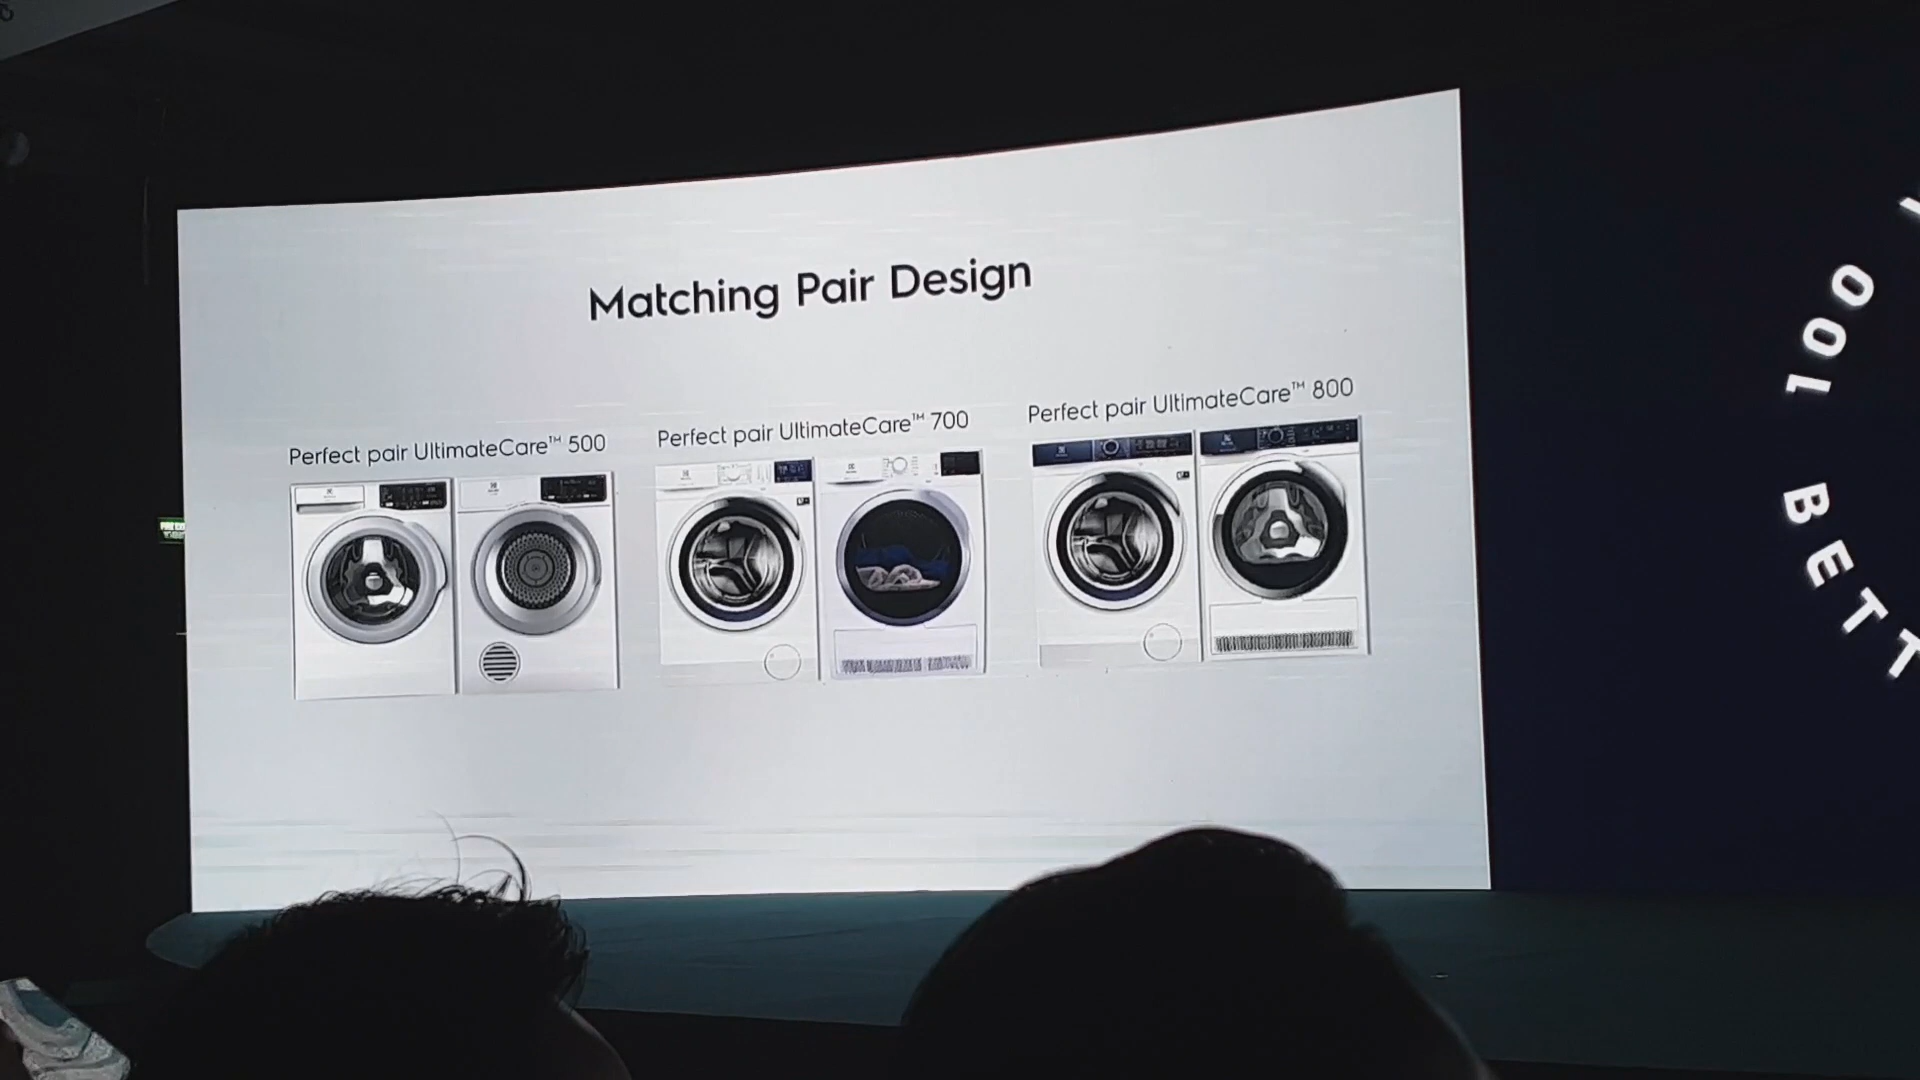 Matching Pair Design
Perfect pair UltimateCare™ 500
Perfect pair UltimateCare™ 700
Perfect pair UltimateCare™ 800
100
BETT